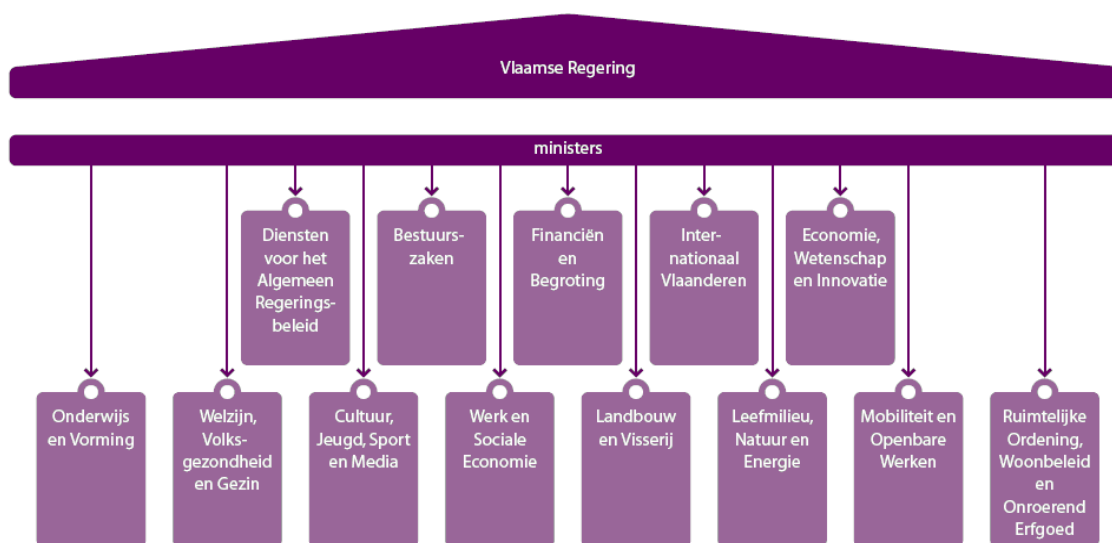 Vlaamse Regering
ministers
Diensten
voor het
Algemeen
Regerings-
beleid
Bestuurs-
zaken
Financiën
en
Begroting
Inter-
nationaal
Vlaanderen
Economie,
Wetenschap
en Innovatie
Onderwijs
en Vorming
Welzijn,
Volks-
gezondheid
en Gezin
Cultuur,
Jeugd, Sport
en Media
Werk en
Sociale
Economie
Landbouw
en Visserij
Leefmilieu,
Natuur en
Energie
Mobiliteit en
Openbare
Werken
Ruimtelijke
Ordening,
Woonbeleid
en
Onroerend
Erfgoed